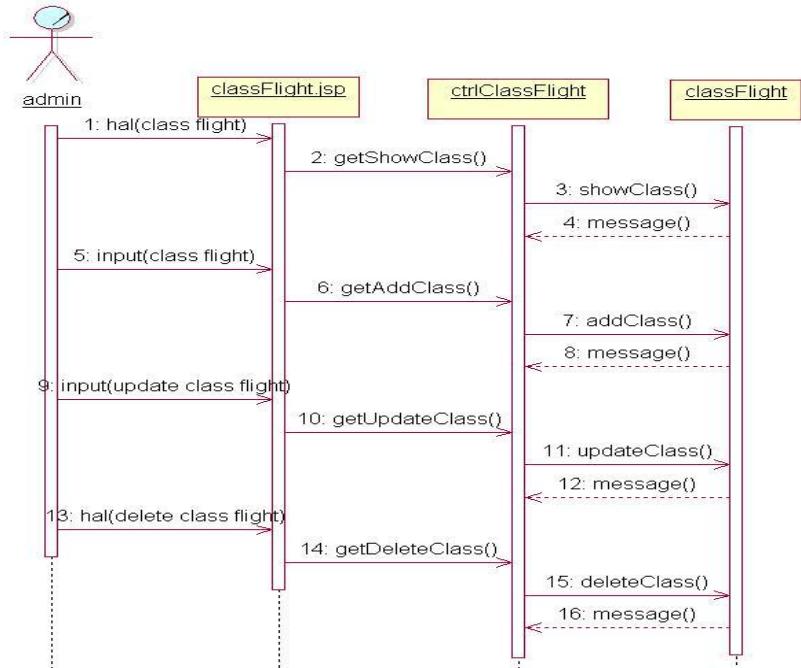 admin
classFlight.jsp
ctrlClassFlight
classFlight
1: hal(class flight)
2: getShowClass()
3: showClass()
4: message()
5: input(class flight)
6: getAddClass()
7: addClass()
8: message()
9: input(update class flight)
10: getUpdateClass()
11: updateClass()
12: message()
13: hal(delete class flight)
14: getDeleteClass()
15: deleteClass()
16: message()